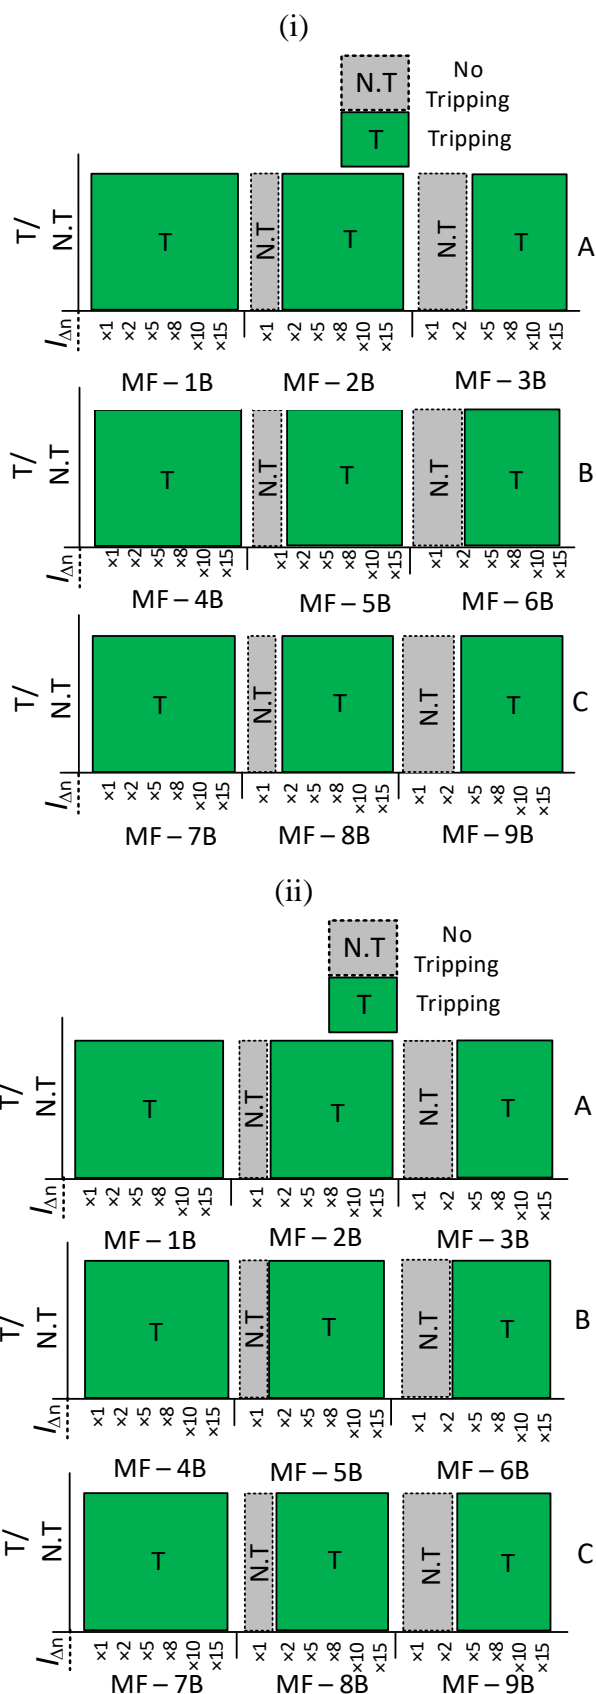 (i)
N.T No Tripping
T Tripping
T/ N.T
T N.T T N.T T A
I∆n ×1 ×2 ×5 ×8 ×10 ×15 ×1 ×2 ×5 ×8 ×10 ×15 ×1 ×2 ×5 ×8 ×10 ×15
MF – 1B MF – 2B MF – 3B
T/ N.T
T N.T T N.T T B
I∆n ×1 ×2 ×5 ×8 ×10 ×15 ×1 ×2 ×5 ×8 ×10 ×15 ×1 ×2 ×5 ×8 ×10 ×15
MF – 4B MF – 5B MF – 6B
T/ N.T
T N.T T N.T T C
I∆n ×1 ×2 ×5 ×8 ×10 ×15 ×1 ×2 ×5 ×8 ×10 ×15 ×1 ×2 ×5 ×8 ×10 ×15
MF – 7B MF – 8B MF – 9B
(ii)
N.T No Tripping
T Tripping
T/ N.T
T N.T T N.T T A
I∆n ×1 ×2 ×5 ×8 ×10 ×15 ×1 ×2 ×5 ×8 ×10 ×15 ×1 ×2 ×5 ×8 ×10 ×15
MF – 1B MF – 2B MF – 3B
T/ N.T
T N.T T N.T T B
I∆n ×1 ×2 ×5 ×8 ×10 ×15 ×1 ×2 ×5 ×8 ×10 ×15 ×1 ×2 ×5 ×8 ×10 ×15
MF – 4B MF – 5B MF – 6B
T/ N.T
T N.T T N.T T C
I∆n ×1 ×2 ×5 ×8 ×10 ×15 ×1 ×2 ×5 ×8 ×10 ×15 ×1 ×2 ×5 ×8 ×10 ×15
MF – 7B MF – 8B MF – 9B